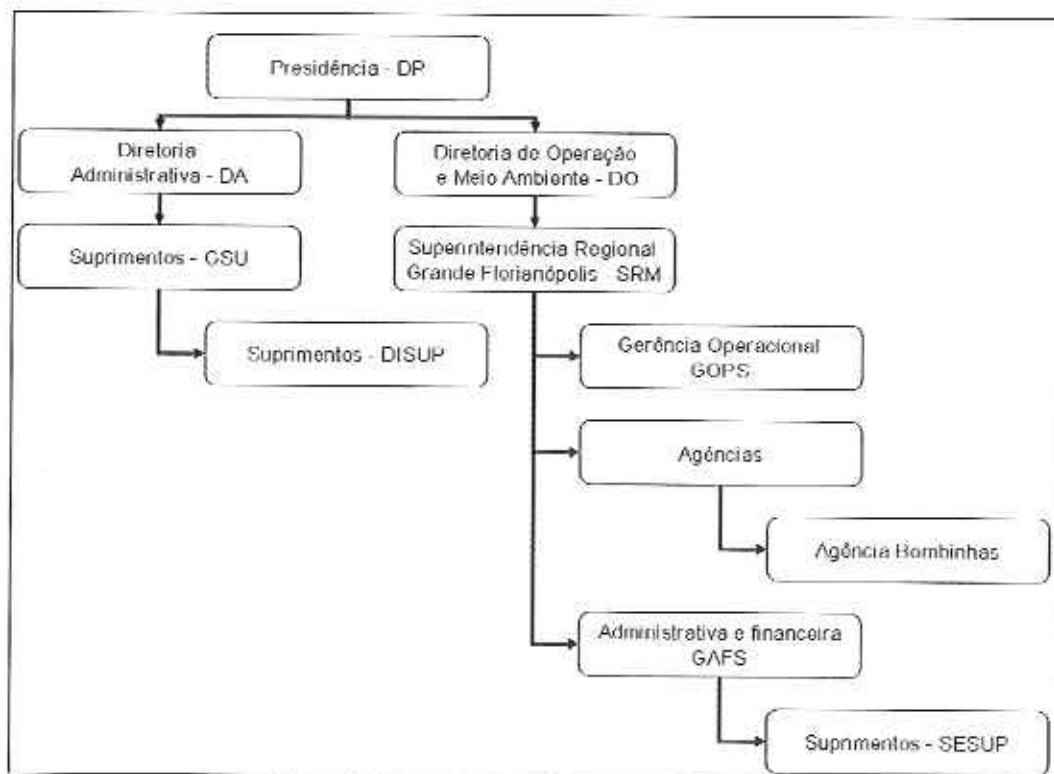 Presidência - DP
Diretoria
Administrativa - DA
Diretoria de Operação
e Meio Ambiente - DO
Suprimentos - GSU
Superintendência Regional
Grande Florianópolis SRM
Suprimentos - DISUP
Gerência Operacional
GOPS
Agências
Agência Bombinhas
Administrativa e financeira
GAFS
Suprimentos - SESUP